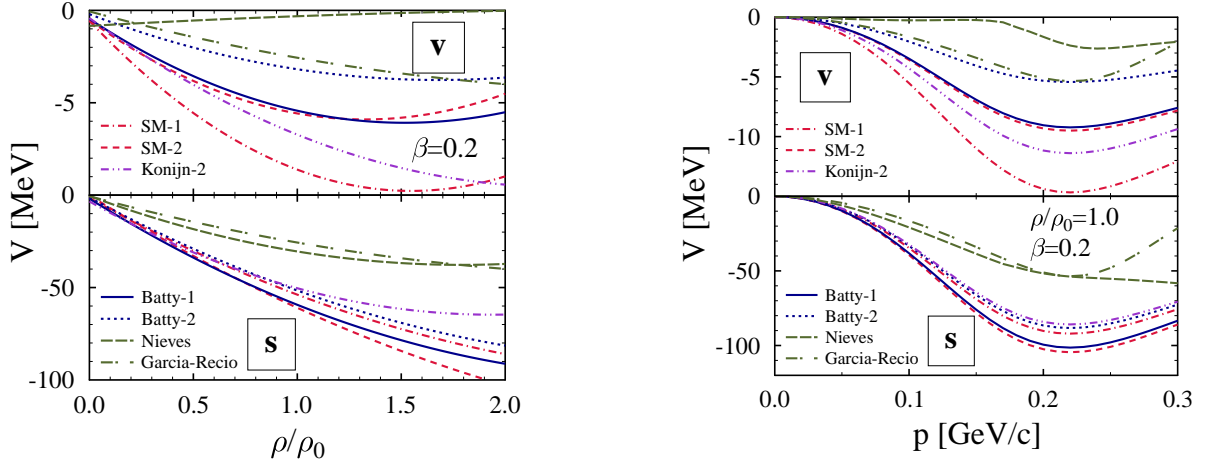 0
-5
V [MeV]
v
SM-1
SM-2
Konijn-2
β=0.2
0
-50
-100
V [MeV]
Batty-1
Batty-2
Nieves
Garcia-Recio
s
0.0 0.5 1.0 1.5 2.0
ρ/ρ0
0
-5
-10
V [MeV]
v
SM-1
SM-2
Konijn-2
0
-50
-100
V [MeV]
ρ/ρ0=1.0
β=0.2
Batty-1
Batty-2
Nieves
Garcia-Recio
s
0.0 0.1 0.2 0.3
p [GeV/c]